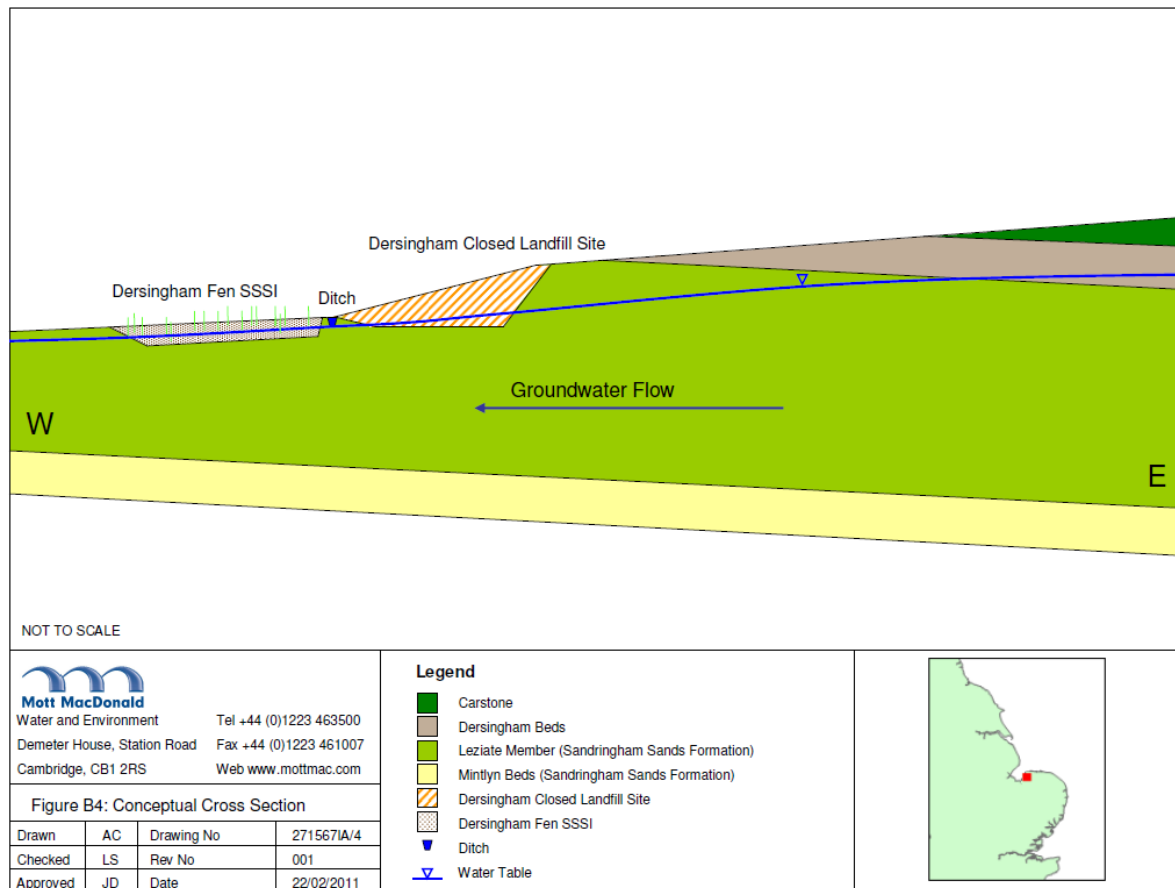 Dersingham Closed Landfill Site
Dersingham Fen SSSI
Ditch
Groundwater Flow
W
E
NOT TO SCALE
Mott MacDonald
Water and Environment Tel +44 (0)1223 463500
Demeter House, Station Road Fax +44 (0)1223 461007
Cambridge, CB1 2RS Web www.mottmac.com
Figure B4: Conceptual Cross Section
Drawn AC Drawing No 271567IA/4
Checked LS Rev No 001
Approved JD Date 22/02/2011
Legend
Carstone
Dersingham Beds
Leziate Member (Sandringham Sands Formation)
Mintlyn Beds (Sandringham Sands Formation)
Dersingham Closed Landfill Site
Dersingham Fen SSSI
Ditch
Water Table